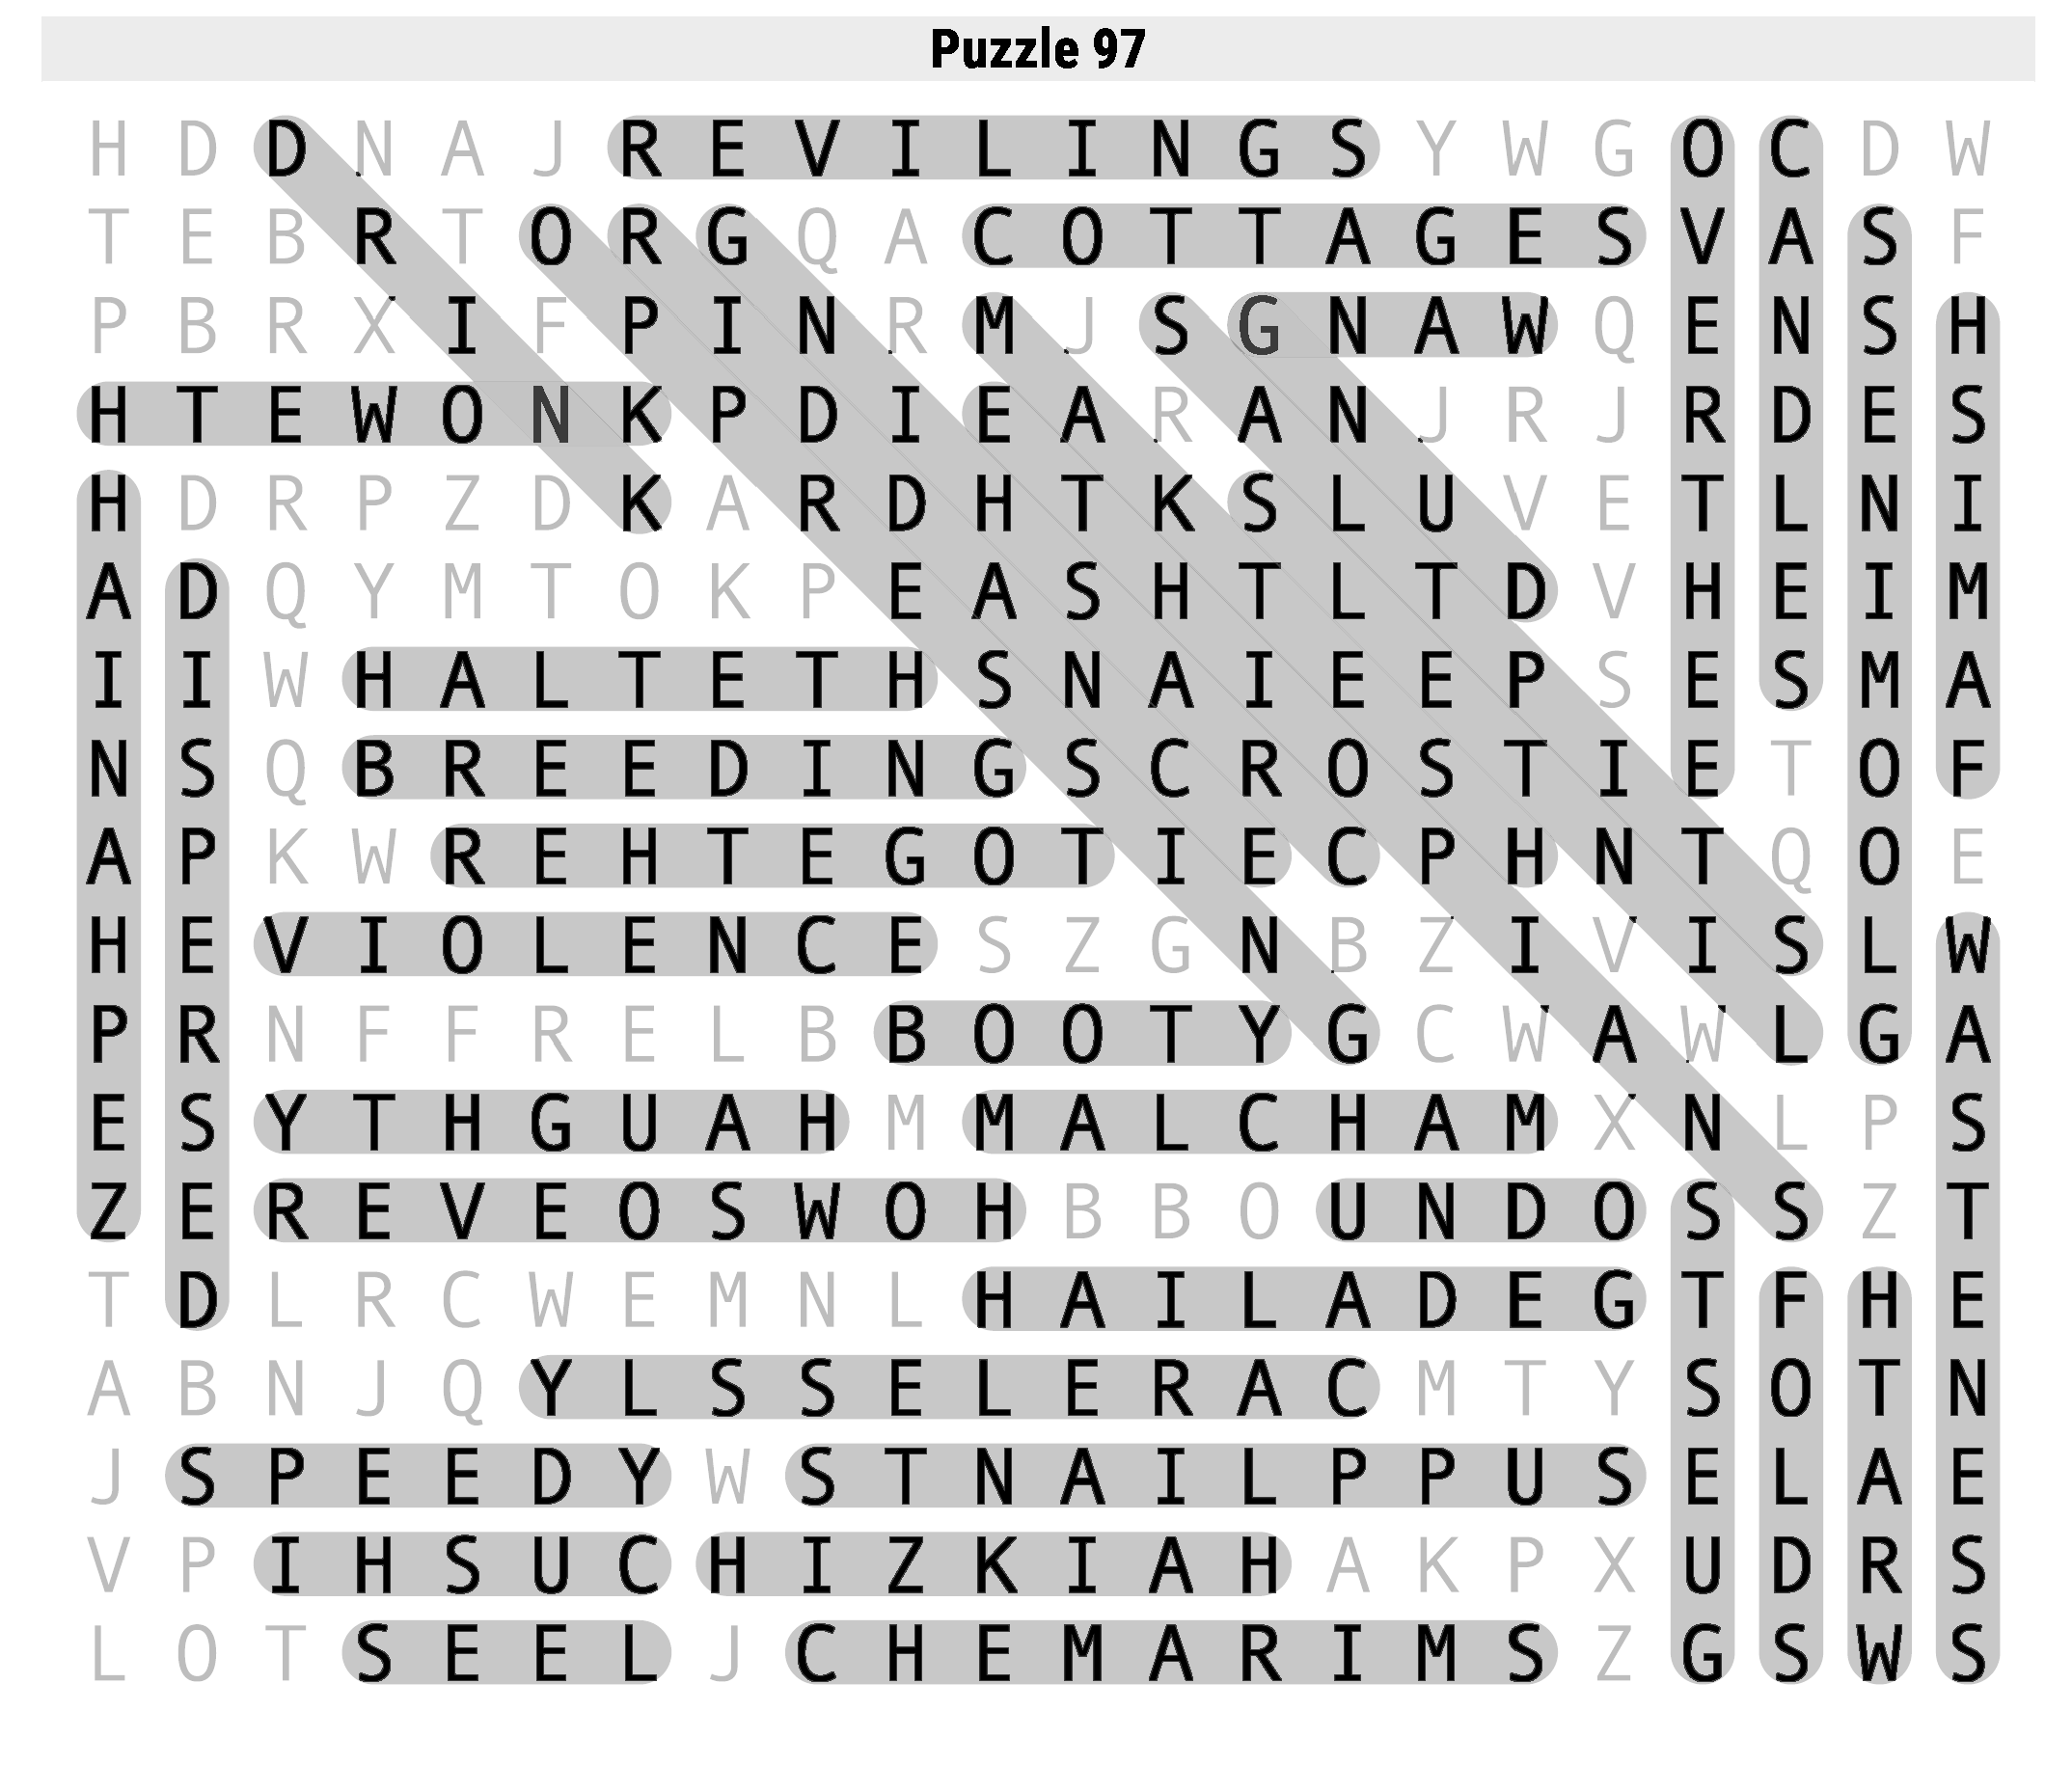 Puzzle 97
H D D N A J R E V I L I N G S Y W G O C D W
T E B R T O R G Q A C O T T A G E S V A S F
P B R X I F P I N R M J S G N A W Q E N S H
H T E W O N K P D I E A R A N J R J R D E S
H D R P Z D K A R D H T K S L U V E T L N I
A D Q Y M T O K P E A S H T L T D V H E I M
I I W H A L T E T H S N A I E E P S E S M A
N S Q B R E E D I N G S C R O S T I E T O F
A P K W R E H T E G O T I E C P H N T Q O E
H E V I O L E N C E S Z G N B Z I V I S L W
P R N F F R E L B B O O T Y G C W A W L G A
E S Y T H G U A H M M A L C H A M X N L P S
Z E R E V E O S W O H B B O U N D O S S Z T
T D L R C W E M N L H A I L A D E G T F H E
A B N J Q Y L S S E L E R A C M T Y S O T N
J S P E E D Y W S T N A I L P P U S E L A E
V P I H S U C H I Z K I A H A K P X U D R S
L O T S E E L J C H E M A R I M S Z G S W S